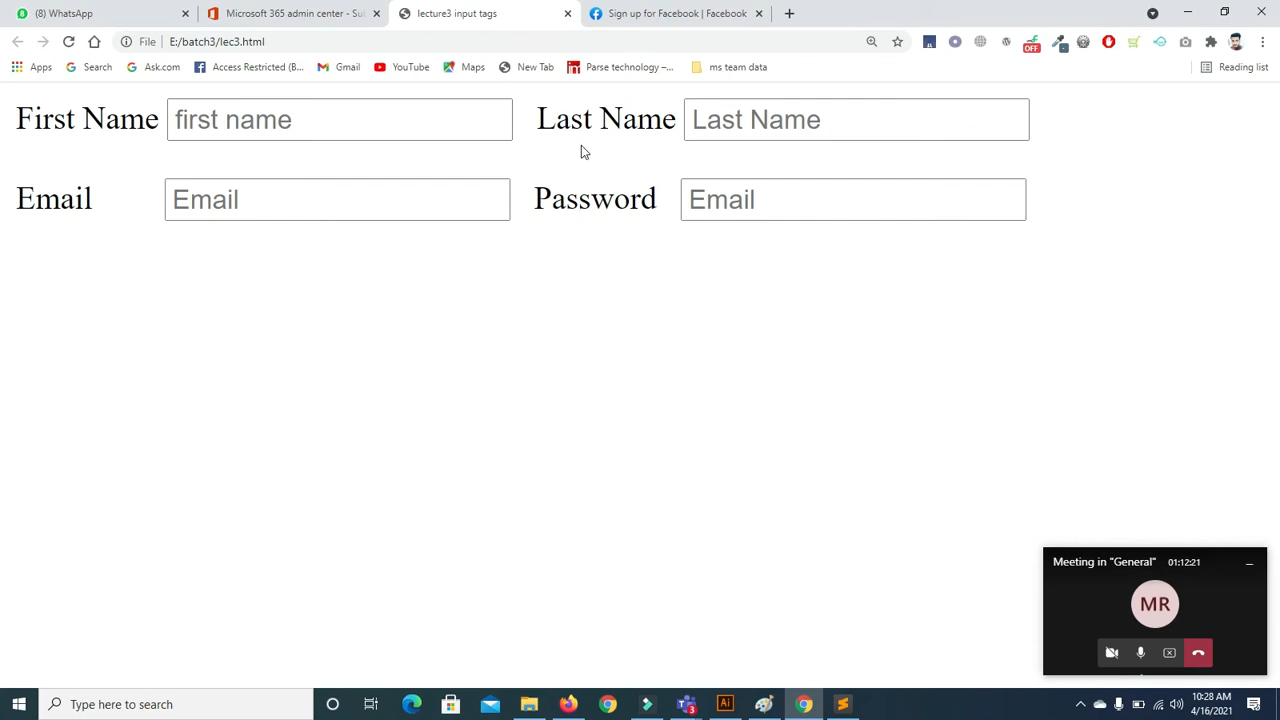 (8) WhatsApp
Microsoft 365 admin center - Su
lecture3 input tags
Sign up for Facebook | Facebook
File E:/batch3/lec3.html
OFF
Apps Search Ask.com Access Restricted (B... Gmail YouTube Maps New Tab Parse technology –... ms team data Reading list
First Name first name Last Name Last Name
Email Email Password Email
Meeting in "General" 01:12:21
MR
Type here to search
3
Ai
10:28 AM
4/16/2021